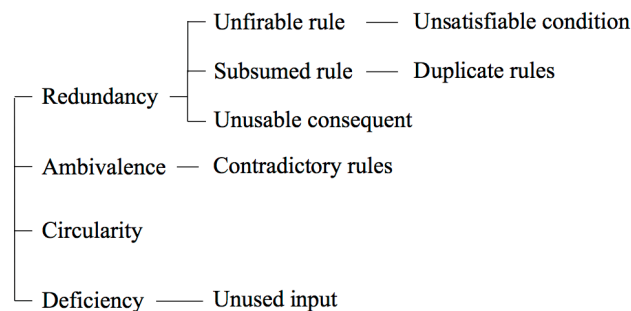 Unfirable rule Unsatisfiable condition
Subsumed rule Duplicate rules
Redundancy
Unusable consequent
Ambivalence Contradictory rules
Circularity
Deficiency Unused input